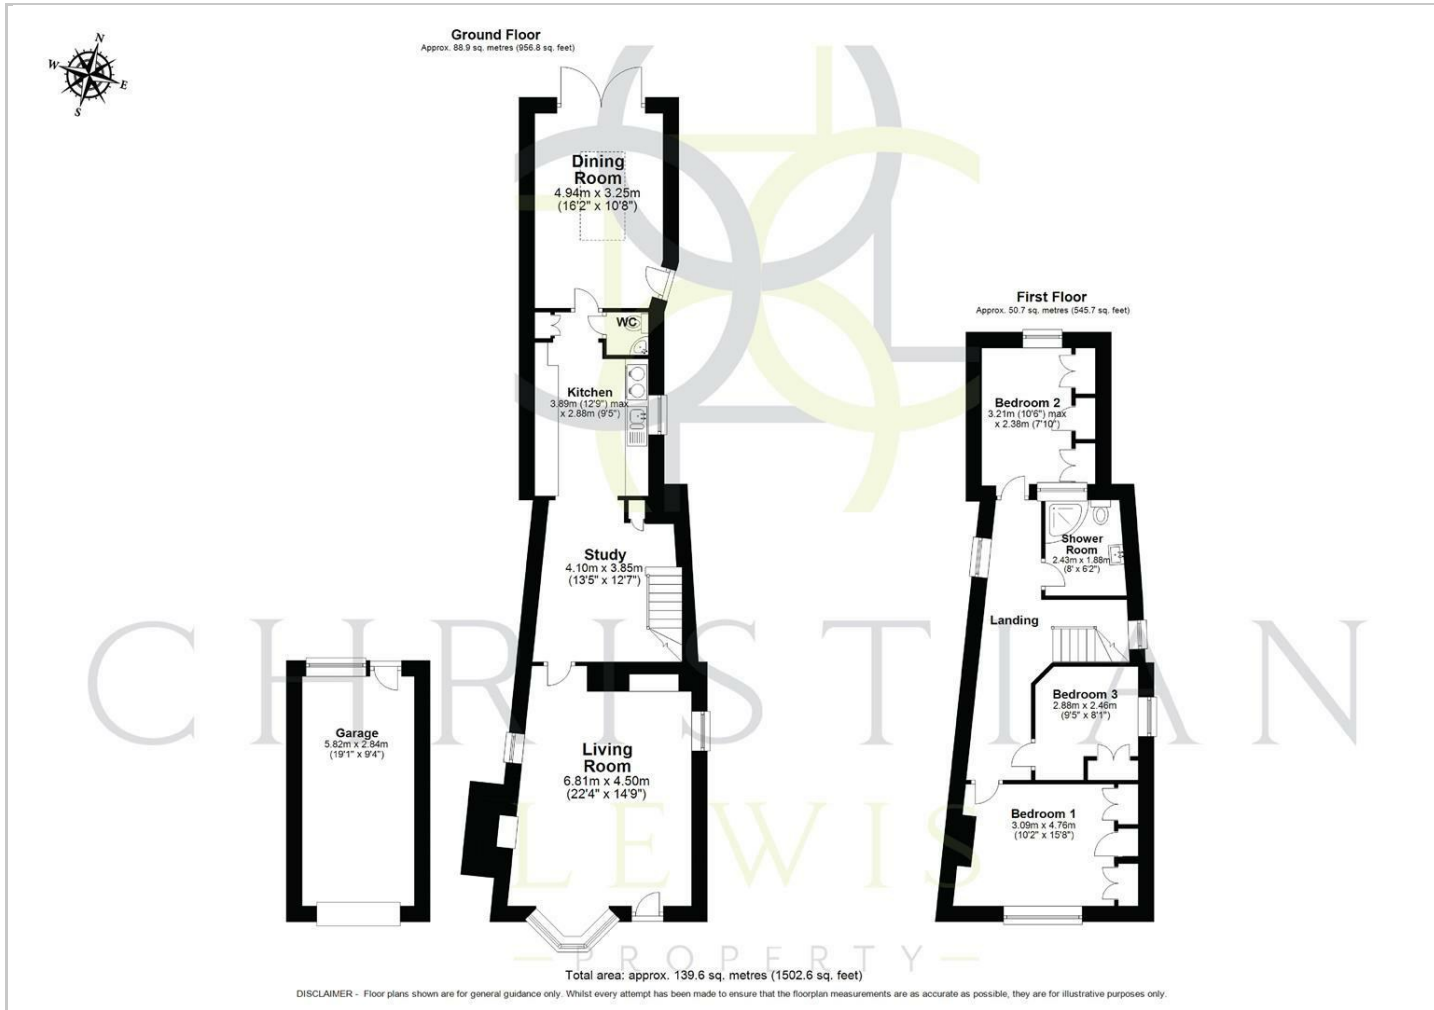 N
W
E
S
Ground Floor
Approx. 88.9 sq. metres (956.8 sq. feet)
Dining
Room
4.94m x 3.25m
(16'2" x 10'8")
WC
Kitchen
3.89m (12'9") max
x 2.88m (9'5")
Study
4.10m x 3.85m
(13'5" x 12'7")
Living
Room
6.81m x 4.50m
(22'4" x 14'9")
Garage
5.82m x 2.84m
(19'1" x 9'4")
First Floor
Approx. 50.7 sq. metres (545.7 sq. feet)
Bedroom 2
3.21m (10'6") max
x 2.38m (7'10")
Shower
Room
2.43m x 1.88m
(8' x 6'2")
Landing
Bedroom 3
2.88m x 2.46m
(9'5" x 8'1")
Bedroom 1
3.09m x 4.76m
(10'2" x 15'8")
CHRISTIAN
LEWIS
PROPERTY
Total area: approx. 139.6 sq. metres (1502.6 sq. feet)
DISCLAIMER - Floor plans shown are for general guidance only. Whilst every attempt has been made to ensure that the floorplan measurements are as accurate as possible, they are for illustrative purposes only.